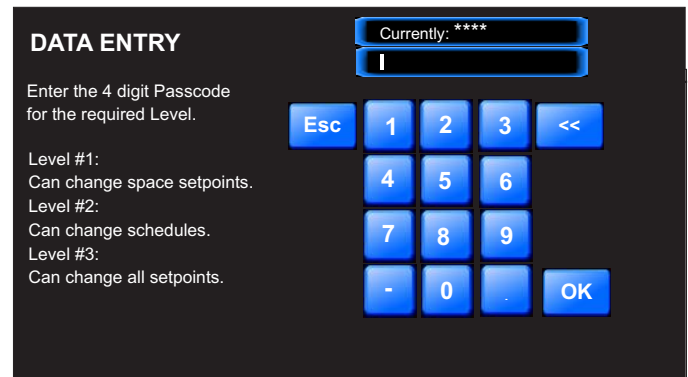 DATA ENTRY
Currently: ****
Enter the 4 digit Passcode
for the required Level.
Level #1:
Can change space setpoints.
Level #2:
Can change schedules.
Level #3:
Can change all setpoints.
Esc 1 2 3 <<
4 5 6
7 8 9
- 0 . OK